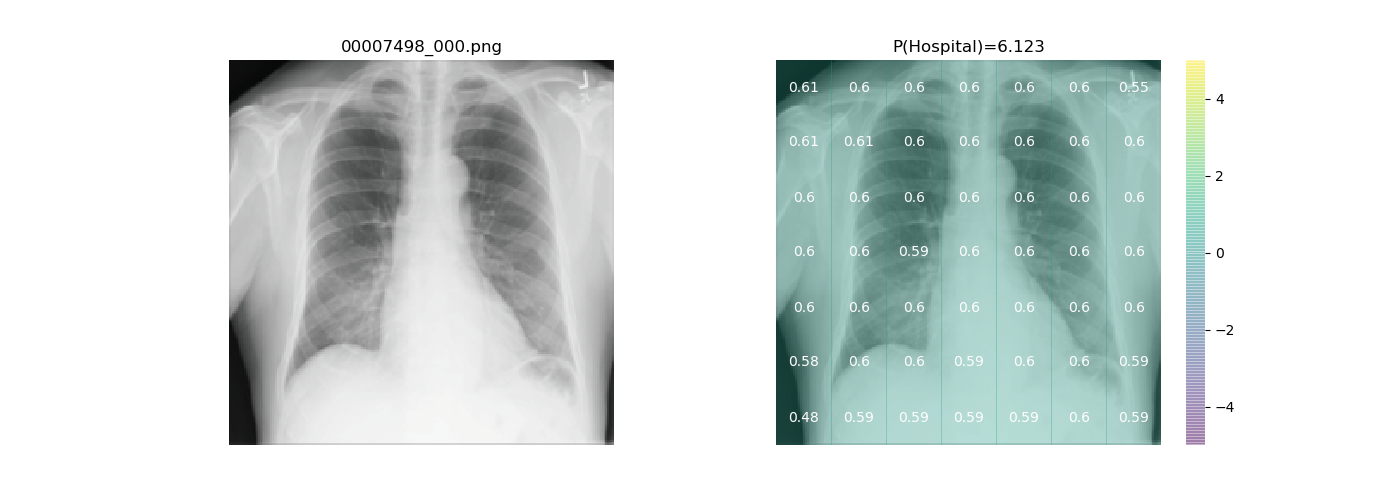 00007498_000.png
P(Hospital)=6.123
L
0.61 0.6 0.6 0.6 0.6 0.6 0.55
0.61 0.61 0.6 0.6 0.6 0.6 0.6
0.6 0.6 0.6 0.6 0.6 0.6 0.6
0.6 0.6 0.59 0.6 0.6 0.6 0.6
0.6 0.6 0.6 0.6 0.6 0.6 0.6
0.58 0.6 0.6 0.59 0.6 0.6 0.59
0.48 0.59 0.59 0.59 0.59 0.6 0.59
4
2
0
−2
−4